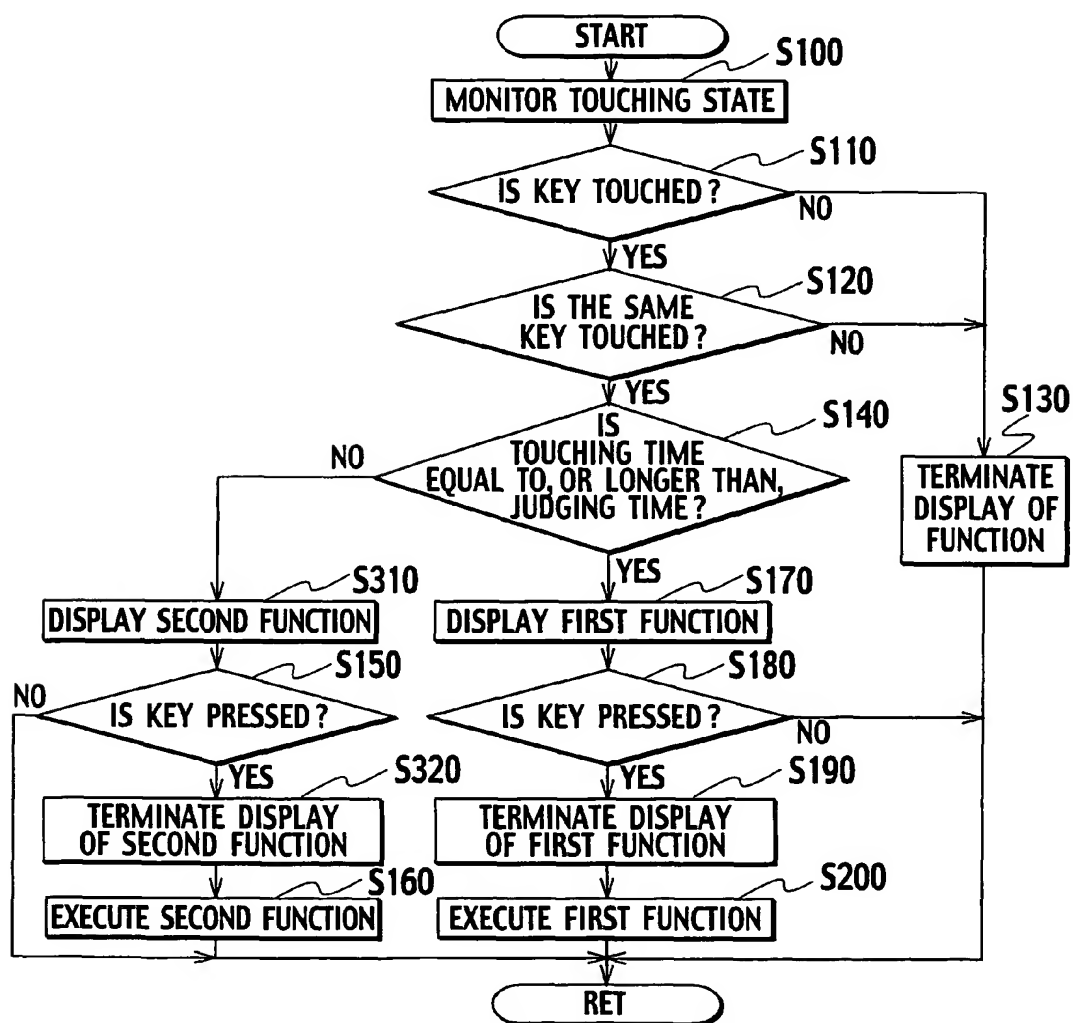 START
S100
MONITOR TOUCHING STATE
S110
IS KEY TOUCHED?
NO
YES
S120
IS THE SAME
KEY TOUCHED?
NO
YES
S140
S130
IS
TOUCHING TIME
EQUAL TO, OR LONGER THAN,
JUDGING TIME?
NO
TERMINATE
DISPLAY OF
FUNCTION
YES
S310
S170
DISPLAY SECOND FUNCTION
DISPLAY FIRST FUNCTION
S150
S180
NO
IS KEY PRESSED?
IS KEY PRESSED?
NO
YES
S320
YES
S190
TERMINATE DISPLAY
OF SECOND FUNCTION
TERMINATE DISPLAY
OF FIRST FUNCTION
S160
S200
EXECUTE SECOND FUNCTION
EXECUTE FIRST FUNCTION
RET